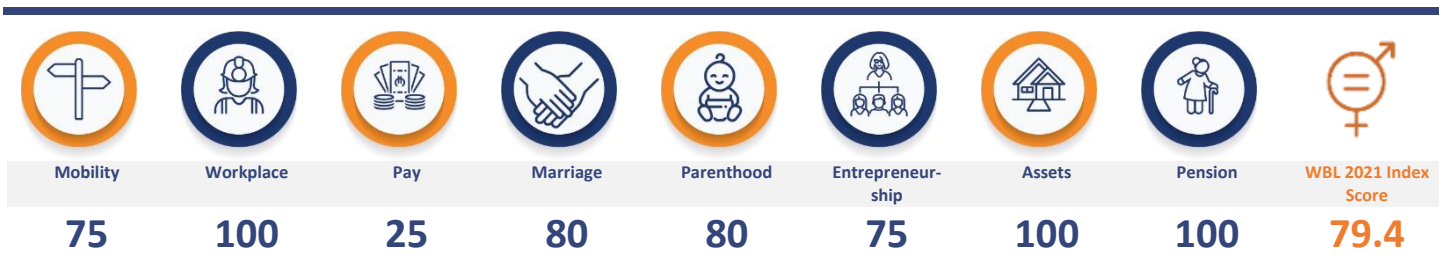 Mobility Workplace Pay Marriage Parenthood Entrepreneur- Assets Pension WBL 2021 Index
ship Score
75 100 25 80 80 75 100 100 79.4